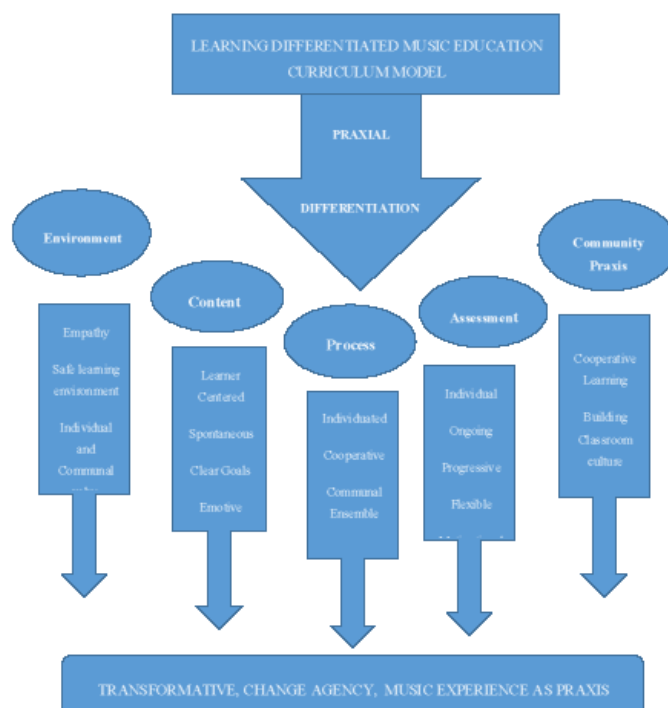 LEARNING DIFFERENTIATED MUSIC EDUCATION
CURRICULUM MODEL
PRAXIAL
DIFFERENTIATION
Environment
Empathy
Safe learning
environment
Individual
and
Communal
Content
Learner
Centered
Spontaneous
Clear Goals
Emotive
Process
Individuated
Cooperative
Communal
Ensemble
Assessment
Individual
Ongoing
Progressive
Flexible
Community
Praxis
Cooperative
Learning
Building
Classroom
culture
TRANSFORMATIVE, CHANGE AGENCY, MUSIC EXPERIENCE AS PRAXIS